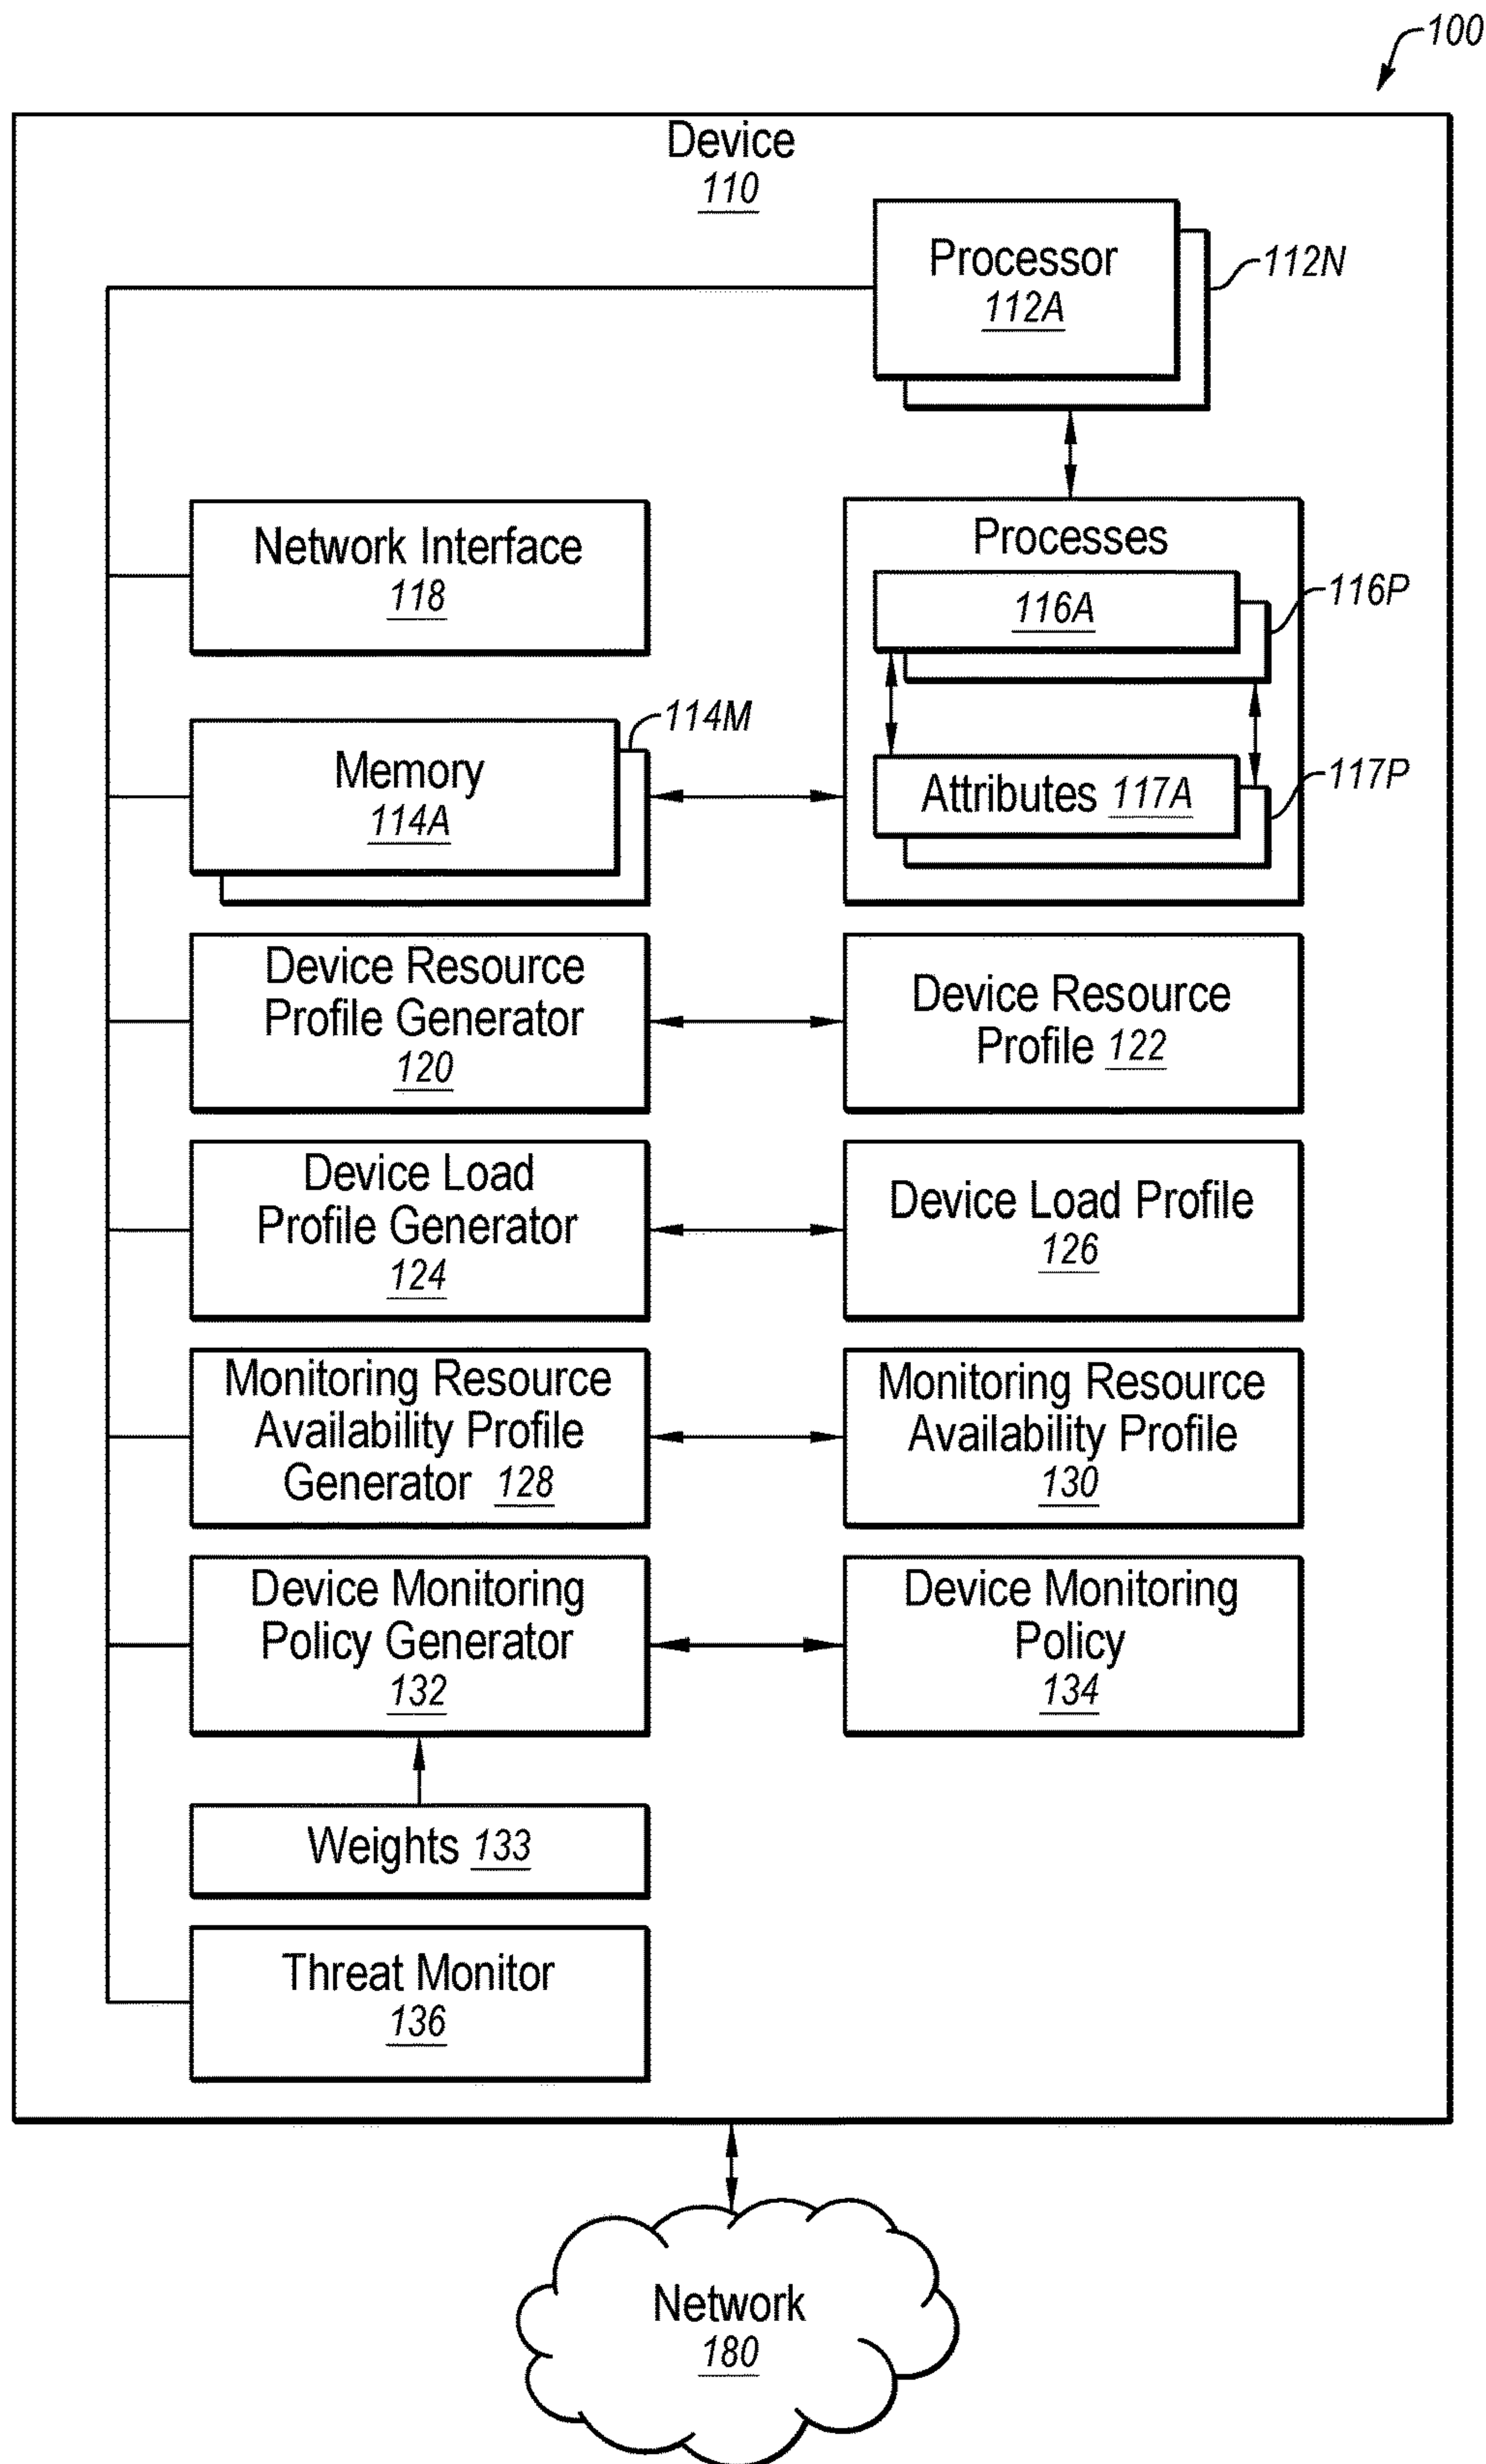 100
Device
110
Processor
112A
112N
Network Interface
118
Processes
116A
116P
Attributes 117A
117P
Memory
114A
114M
Device Resource
Profile Generator
120
Device Resource
Profile 122
Device Load
Profile Generator
124
Device Load Profile
126
Monitoring Resource
Availability Profile
Generator 128
Monitoring Resource
Availability Profile
130
Device Monitoring
Policy Generator
132
Device Monitoring
Policy
134
Weights 133
Threat Monitor
136
Network
180